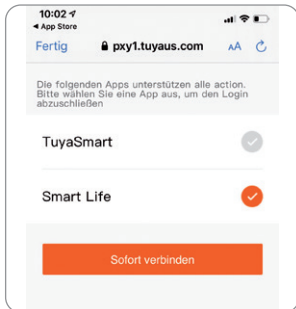 10:02
App Store
Fertig
pxy1.tuyaus.com
AA
Die folgenden Apps unterstützen alle action.
Bitte wählen Sie eine App aus, um den Login
abzuschließen
TuyaSmart
Smart Life
Sofort verbinden